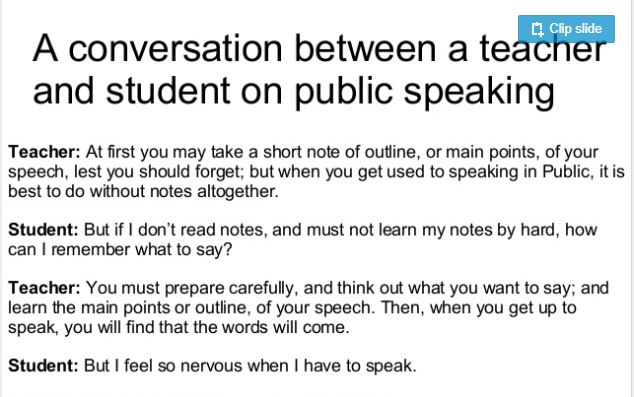 Clip slide
A conversation between a teacher
and student on public speaking
Teacher: At first you may take a short note of outline, or main points, of your
speech, lest you should forget; but when you get used to speaking in Public, it is
best to do without notes altogether.
Student: But if I don't read notes, and must not learn my notes by hard, how
can I remember what to say?
Teacher: You must prepare carefully, and think out what you want to say; and
learn the main points or outline, of your speech. Then, when you get up to
speak, you will find that the words will come.
Student: But I feel so nervous when I have to speak.